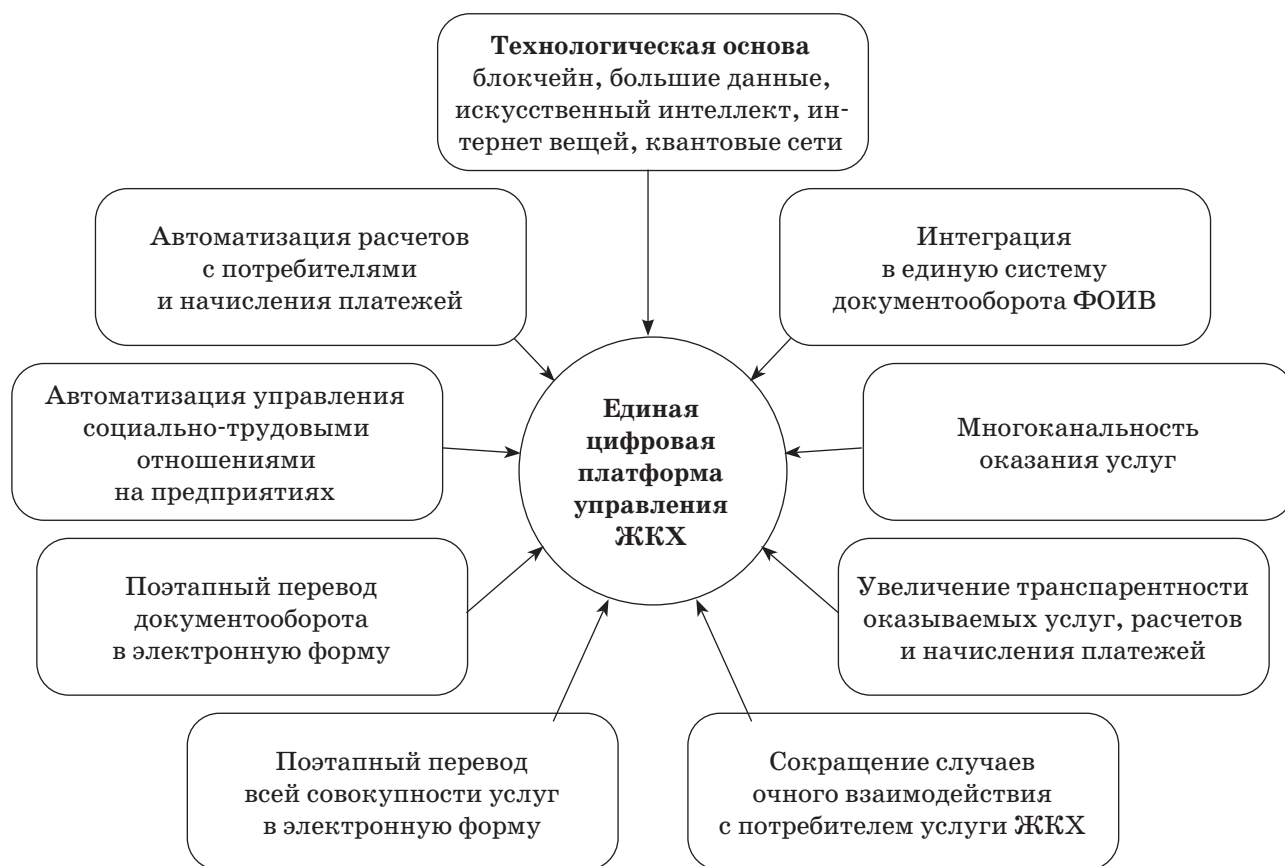 Технологическая основа
блокчейн, большие данные,
искусственный интеллект, ин-
тернет вещей, квантовые сети
Автоматизация расчетов
с потребителями
и начисления платежей
Интеграция
в единую систему
документооборота ФОИВ
Автоматизация управления
социально-трудовыми
отношениями
на предприятиях
Единая
цифровая
платформа
управления
ЖКХ
Многоканальность
оказания услуг
Поэтапный перевод
документооборота
в электронную форму
Увеличение транспарентности
оказываемых услуг, расчетов
и начисления платежей
Поэтапный перевод
всей совокупности услуг
в электронную форму
Сокращение случаев
очного взаимодействия
с потребителем услуги ЖКХ